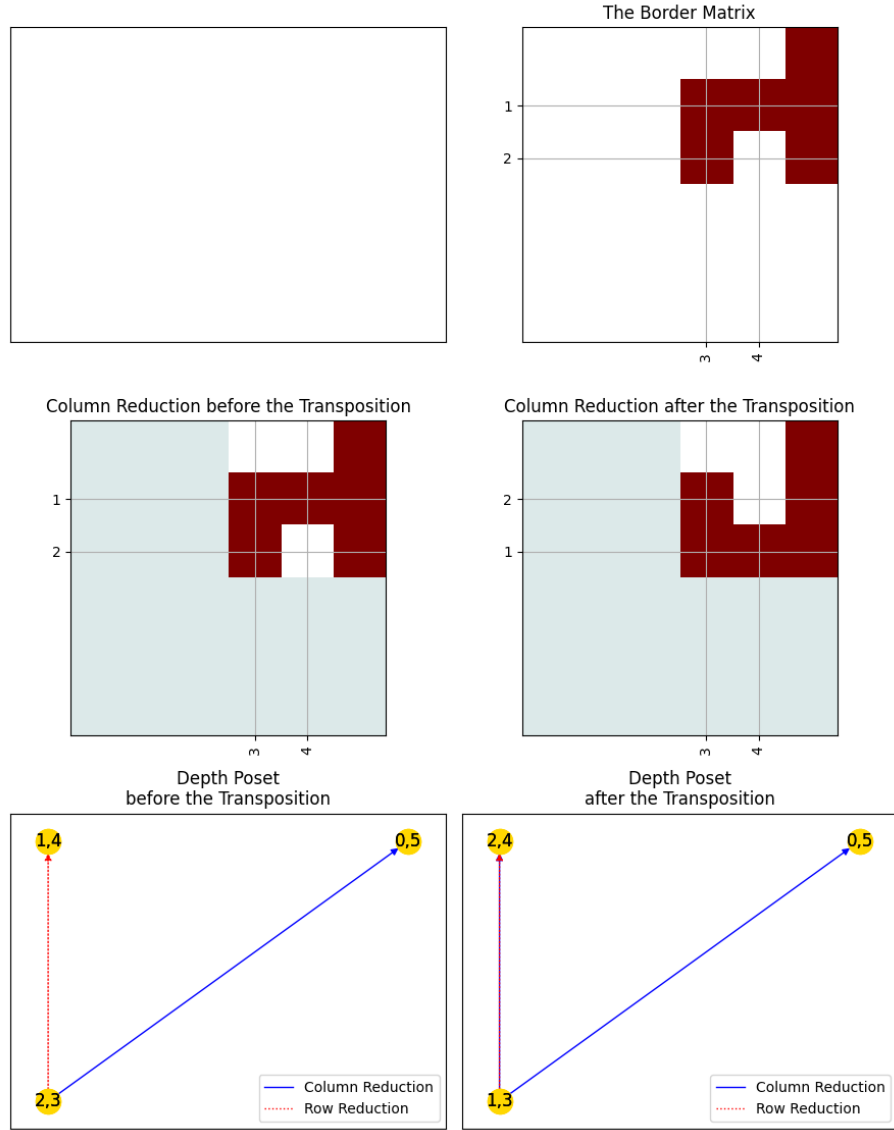 The Border Matrix
1
2
3
4
Column Reduction before the Transposition
1
2
3
4
Column Reduction after the Transposition
2
1
3
4
Depth Poset
before the Transposition
1,4
0,5
2,3
Column Reduction
Row Reduction
Depth Poset
after the Transposition
2,4
0,5
1,3
Column Reduction
Row Reduction